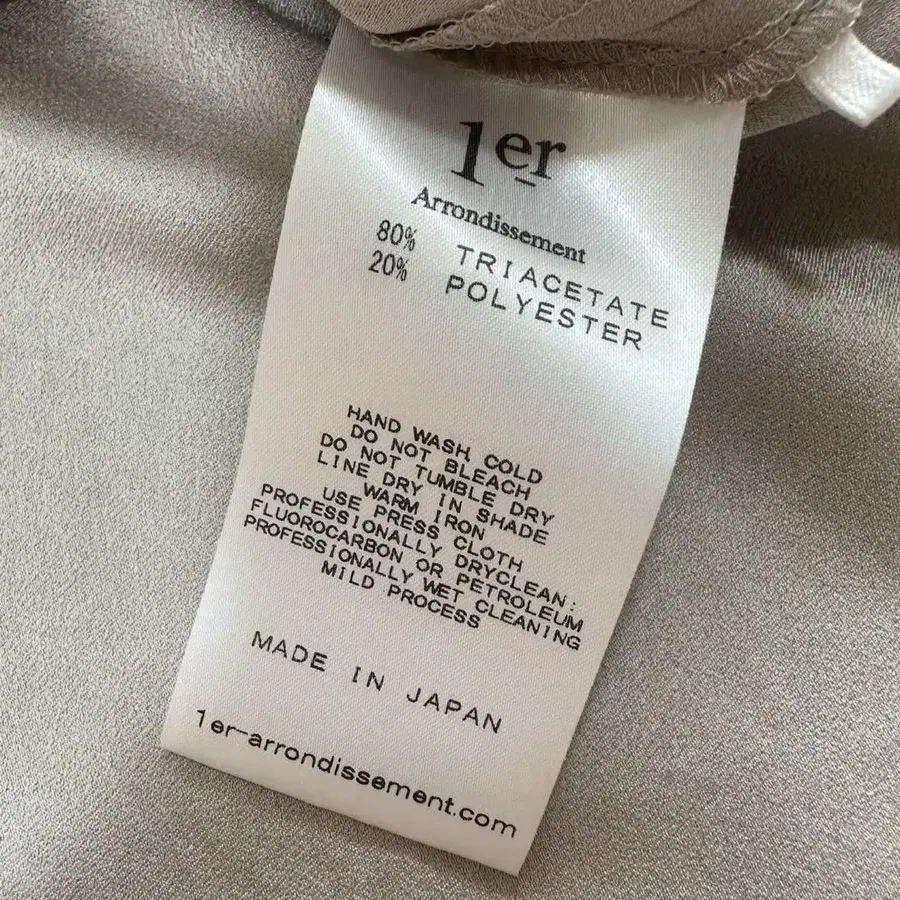 1er
Arrondissement
80% TRIACETATE
20% POLYESTER
HAND WASH, COLD
DO NOT BLEACH
DO NOT TUMBLE DRY
LINE DRY IN SHADE
WARM IRON
USE PRESS CLOTH
PROFESSIONALLY DRYCLEAN:
FLUOROCARBON OR PETROLEUM
PROFESSIONALLY WET CLEANING
MILD PROCESS
MADE IN JAPAN
1er-arrondissement.com